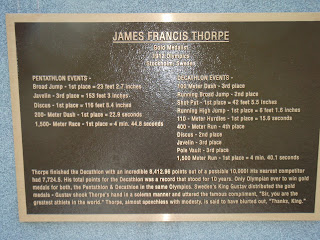 JAMES FRANCIS THORPE
Gold Medalist
1912 Olympics
Stockholm, Sweden
PENTATHLON EVENTS -
Broad Jump - 1st place = 23 feet 2.7 inches
Javelin - 3rd place = 153 feet 3 inches
Discus - 1st place = 116 feet 8.4 inches
200- Meter Dash - 1st place = 22.9 seconds
1,500- Meter Race - 1st place = 4 min. 44.8 seconds
DECATHLON EVENTS -
100 Meter Dash - 3rd place
Running Broad Jump - 2nd place
Shot-Put - 1st place = 42 feet 5.5 inches
Running High Jump - 1st place = 6 feet 1.6 inches
110 - Meter Hurdles - 1st place = 15.6 seconds
400 - Meter Run - 4th place
Discus - 2nd place
Javelin - 3rd place
Pole Vault - 3rd place
1,500 Meter Run - 1st place = 4 min. 40.1 seconds
Thorpe finished the Decathlon with an incredible 8,412.96 points out of a possible 10,000! His nearest competitor
had 7,724.5. His total points for the Decathlon was a record that stood for 10 years. Only Olympian ever to win gold
medals for both, the Pentathlon & Decathlon in the same Olympics. Sweden's King Gustav distributed the gold
medals - Gustav shook Thorpe's hand in a solemn manner and uttered the famous compliment, "Sir, you are the
greatest athlete in the world." Thorpe, almost speechless with modesty, is said to have blurted out, "Thanks, King."